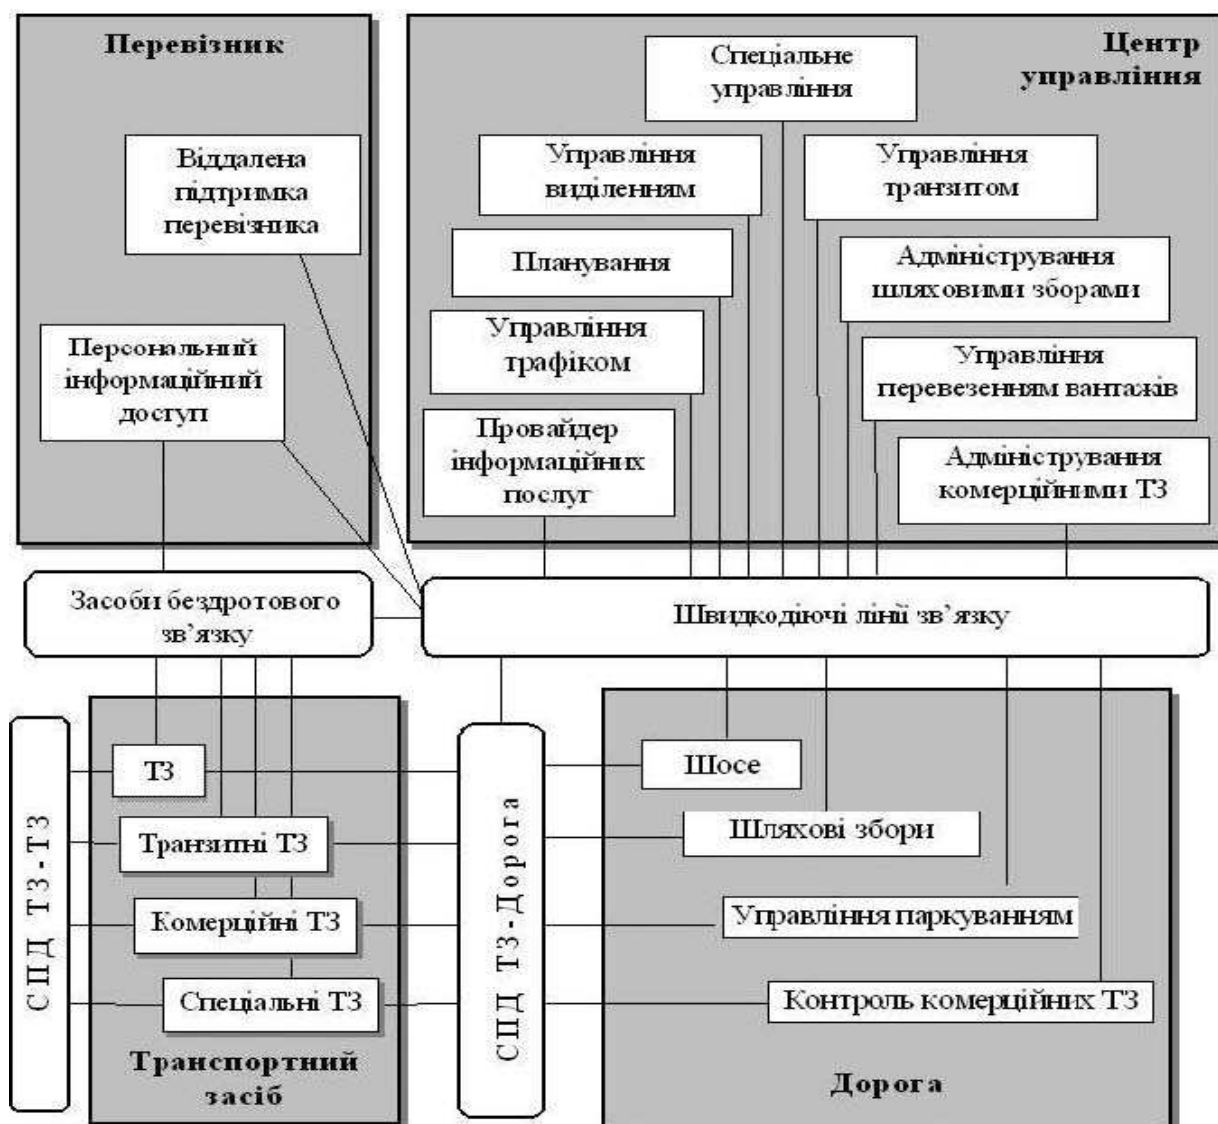 Перевізник
Віддалена
підтримка
перевізника
Персональний
інформаційний
доступ
Центр
управління
Спеціальне
управління
Управління
виділенням
Управління
транзитом
Планування
Адміністрування
шляховими зборами
Управління
трафіком
Управління
перевезенням вантажів
Провайдер
інформаційних
послуг
Адміністрування
комерційними ТЗ
Засоби бездротового
зв’язку
Швидкодіючі лінії зв’язку
СПД ТЗ-ТЗ
ТЗ
Транзитні ТЗ
Комерційні ТЗ
Спеціальні ТЗ
Транспортний
засіб
СПД ТЗ-Дорога
Шосе
Шляхові збори
Управління паркуванням
Контроль комерційних ТЗ
Дорога